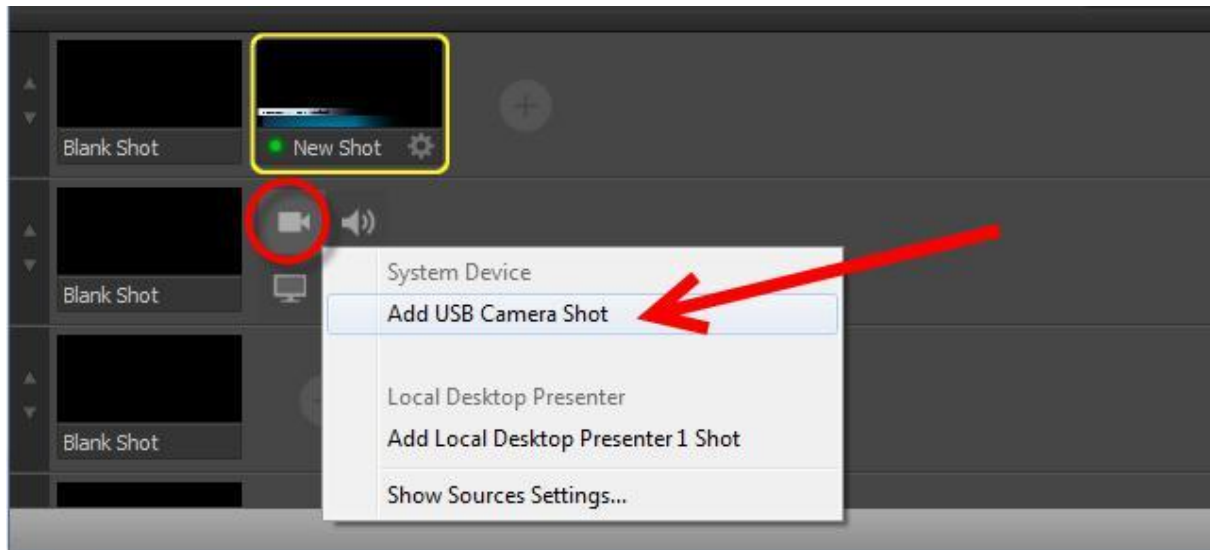 Blank Shot
New Shot
Blank Shot
System Device
Add USB Camera Shot
Local Desktop Presenter
Add Local Desktop Presenter 1 Shot
Show Sources Settings...
Blank Shot